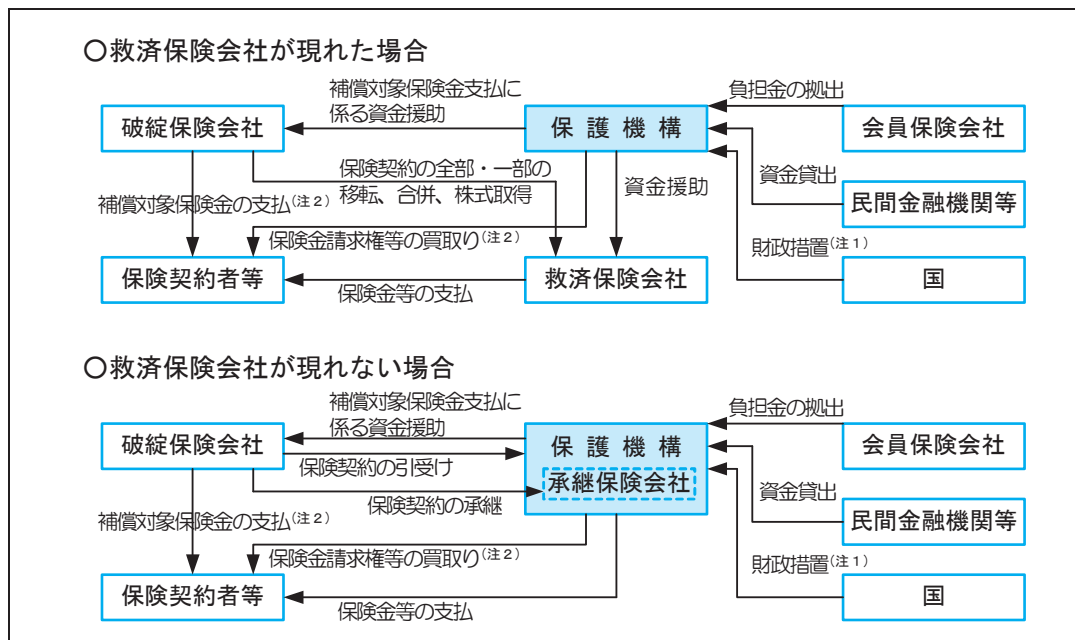 ○救済保険会社が現れた場合
補償対象保険金支払に
係る資金援助
負担金の拠出
破綻保険会社
保護機構
会員保険会社
保険契約の全部・一部の
移転、合併、株式取得
資金援助
資金貸出
補償対象保険金の支払(注2)
民間金融機関等
保険金請求権等の買取り(注2)
財政措置(注1)
保険契約者等
保険金等の支払
救済保険会社
国
○救済保険会社が現れない場合
補償対象保険金支払に
係る資金援助
負担金の拠出
破綻保険会社
保護機構
会員保険会社
保険契約の引受け
承継保険会社
保険契約の承継
資金貸出
補償対象保険金の支払(注2)
民間金融機関等
保険金請求権等の買取り(注2)
財政措置(注1)
保険契約者等
保険金等の支払
国